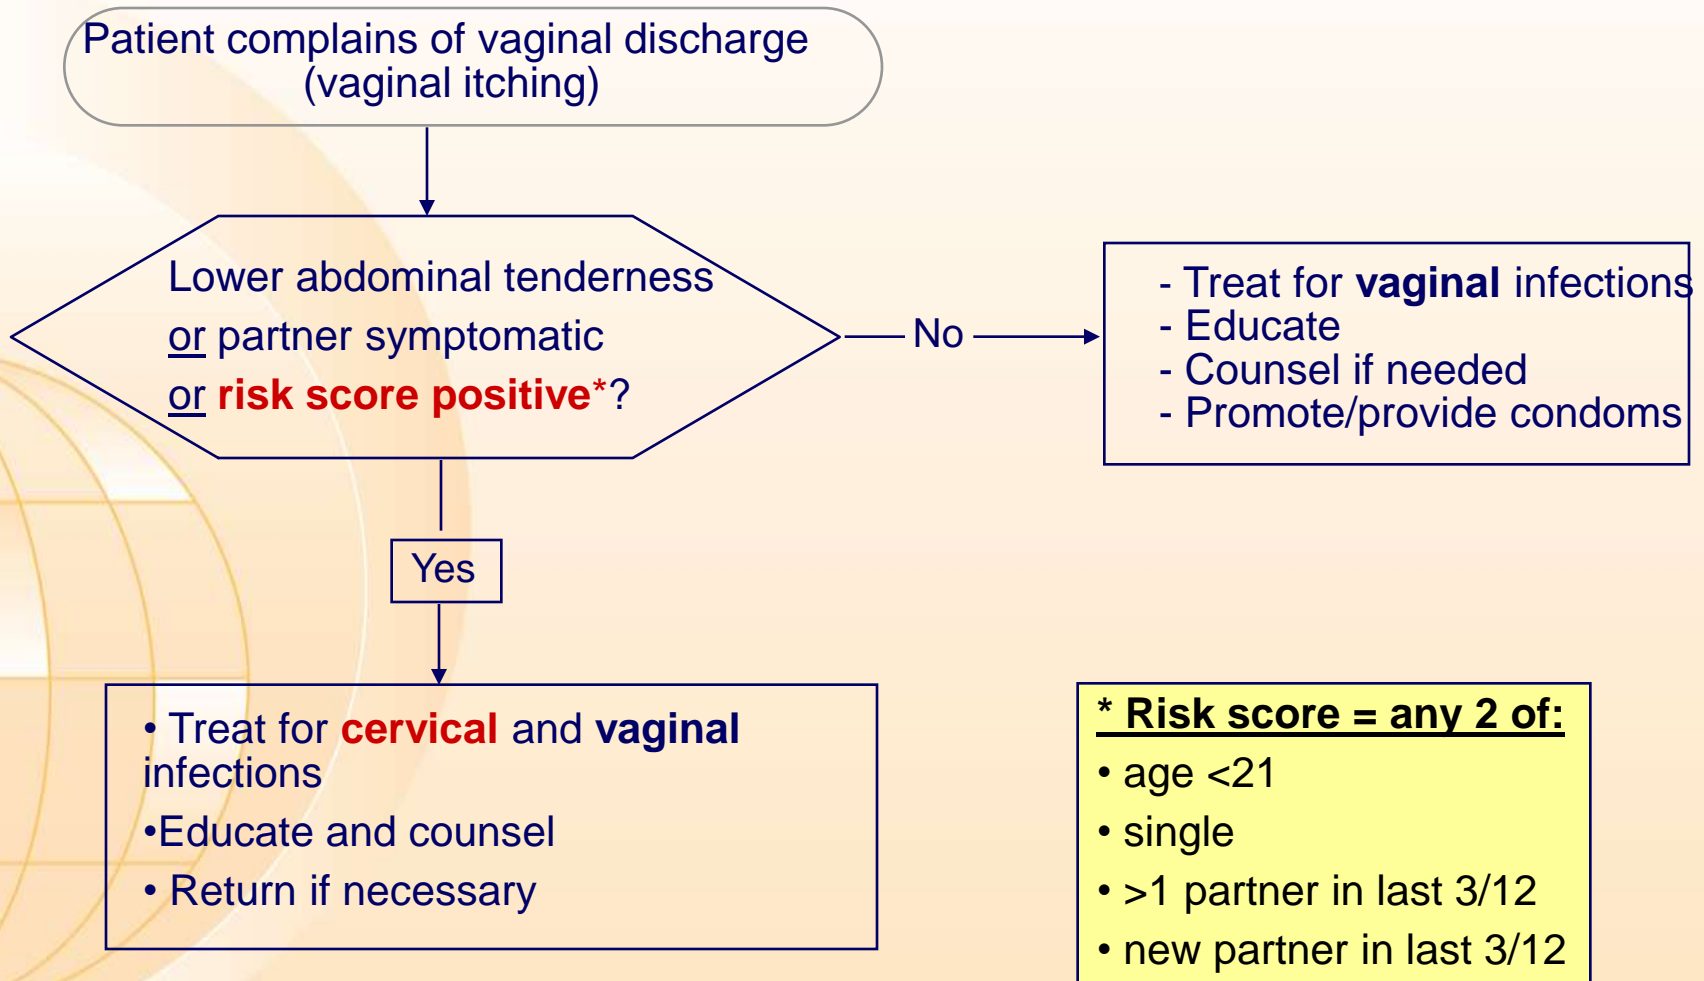 Patient complains of vaginal discharge
(vaginal itching)
Lower abdominal tenderness
or partner symptomatic
or risk score positive*?
No
- Treat for vaginal infections
- Educate
- Counsel if needed
- Promote/provide condoms
Yes
• Treat for cervical and vaginal
infections
•Educate and counsel
• Return if necessary
* Risk score = any 2 of:
• age <21
• single
• >1 partner in last 3/12
• new partner in last 3/12